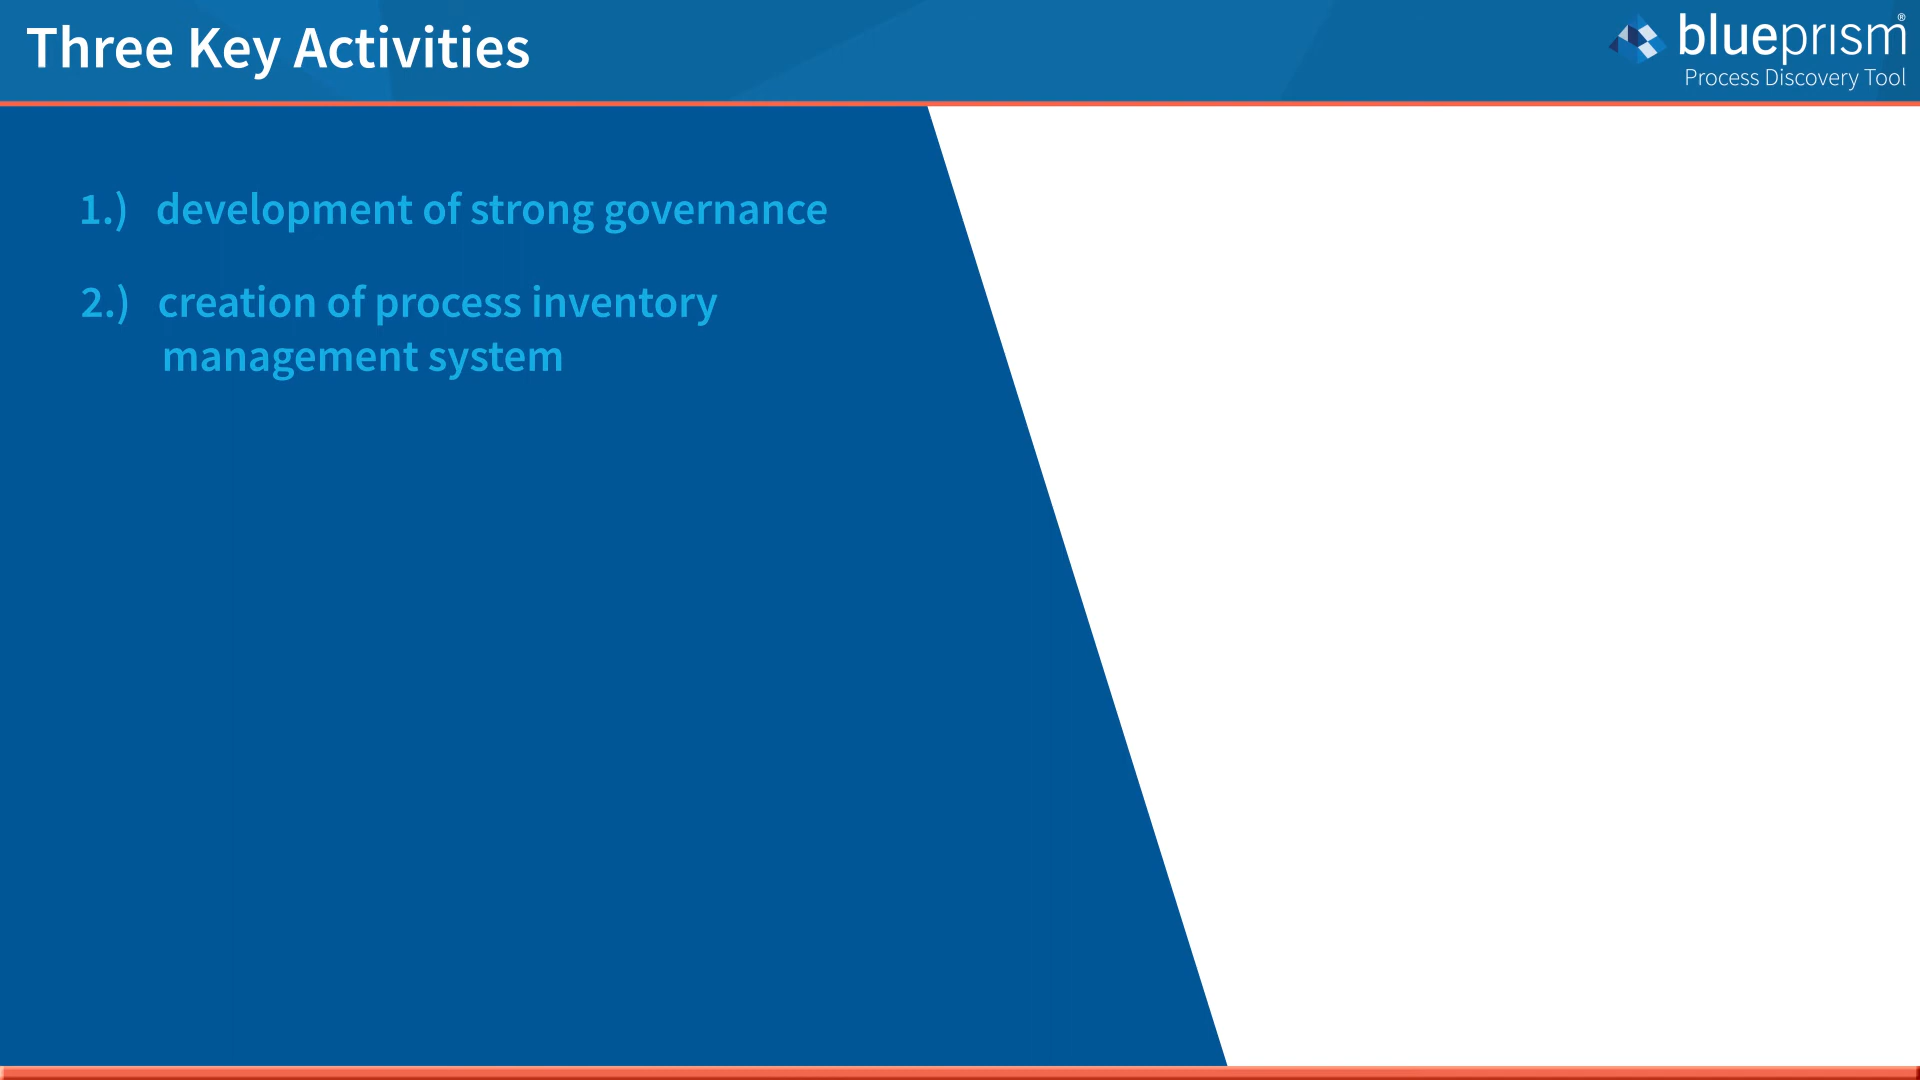 Three Key Activities
blueprism®
Process Discovery Tool
1.) development of strong governance
2.) creation of process inventory
management system